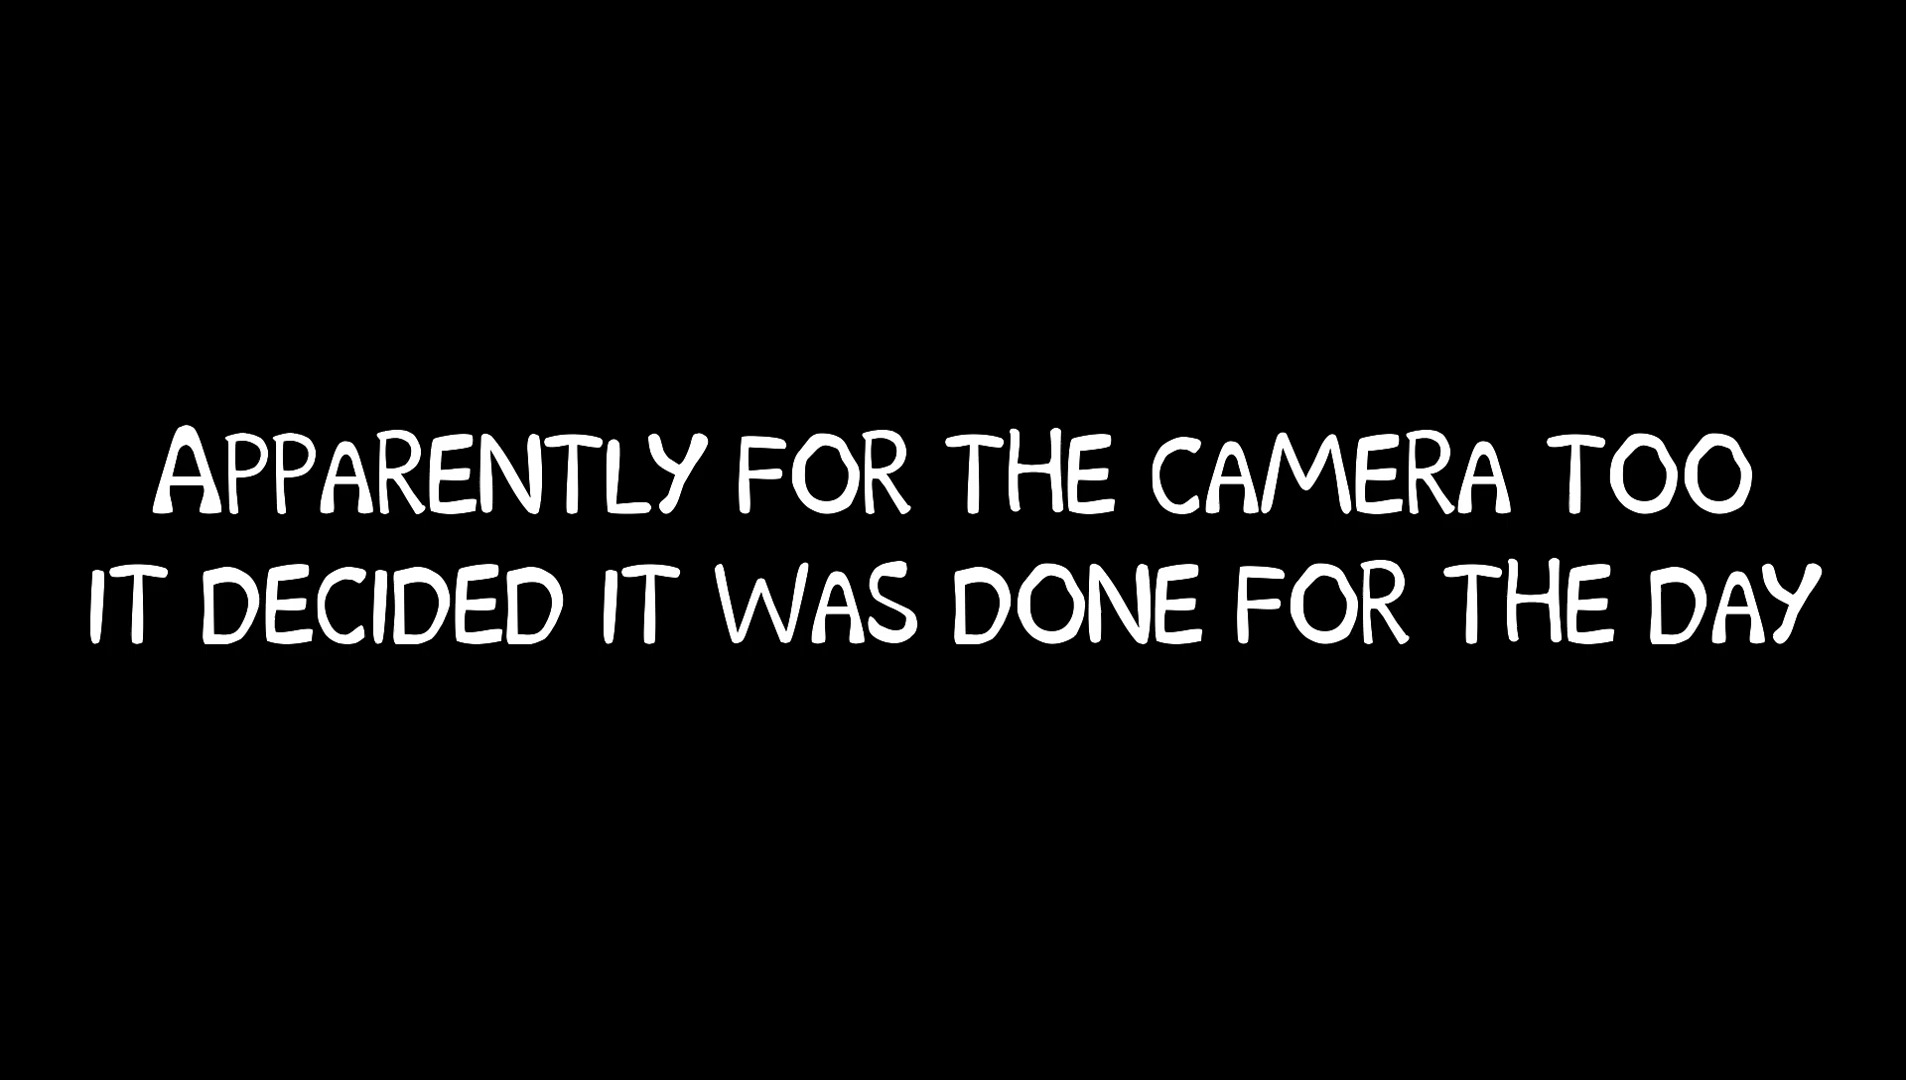 APPARENTLY FOR THE CAMERA TOO
IT DECIDED IT WAS DONE FOR THE DAY